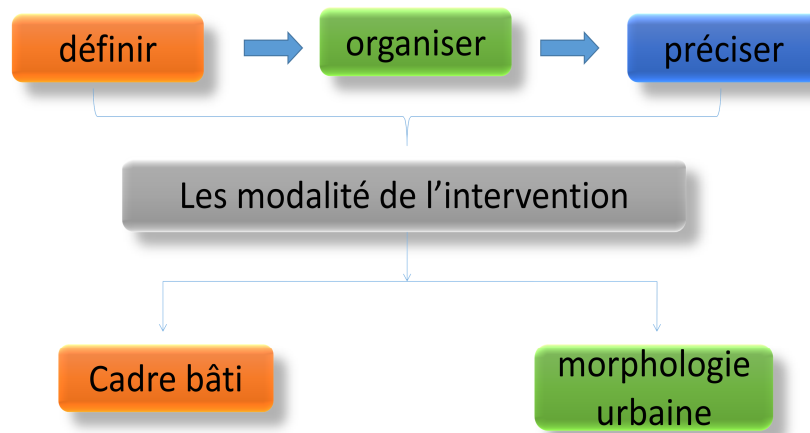 définir
organiser
préciser
Les modalité de l’intervention
Cadre bâti
morphologie
urbaine